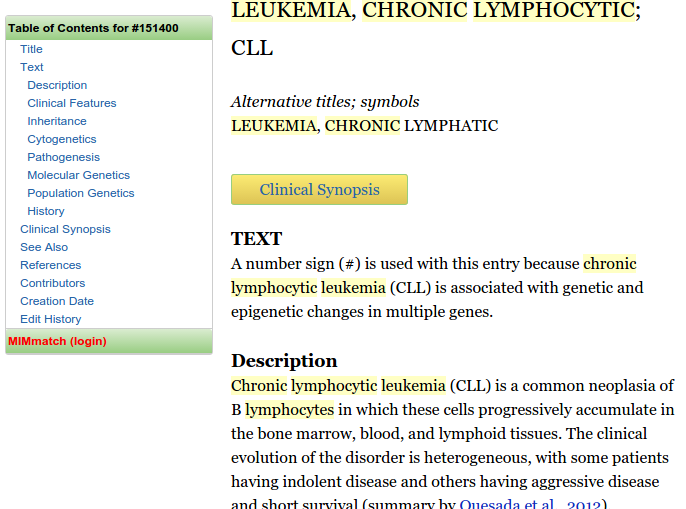 Table of Contents for #151400
Title
Text
Description
Clinical Features
Inheritance
Cytogenetics
Pathogenesis
Molecular Genetics
Population Genetics
History
Clinical Synopsis
See Also
References
Contributors
Creation Date
Edit History
MIMmatch (login)
LEUKEMIA, CHRONIC LYMPHOCYTIC;
CLL
Alternative titles; symbols
LEUKEMIA, CHRONIC LYMPHATIC
Clinical Synopsis
TEXT
A number sign (#) is used with this entry because chronic
lymphocytic leukemia (CLL) is associated with genetic and
epigenetic changes in multiple genes.
Description
Chronic lymphocytic leukemia (CLL) is a common neoplasia of
B lymphocytes in which these cells progressively accumulate in
the bone marrow, blood, and lymphoid tissues. The clinical
evolution of the disorder is heterogeneous, with some patients
having indolent disease and others having aggressive disease
and short survival (summary by Quesada et al., 2012).